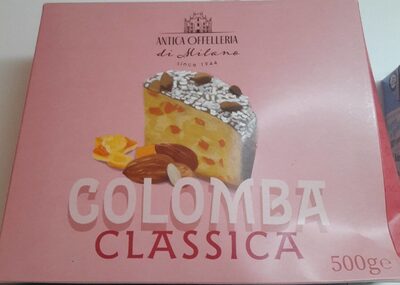 ANTICA OFFELLERIA
di Milano
since 1944
COLOMBA
CLASSICA
500g℮